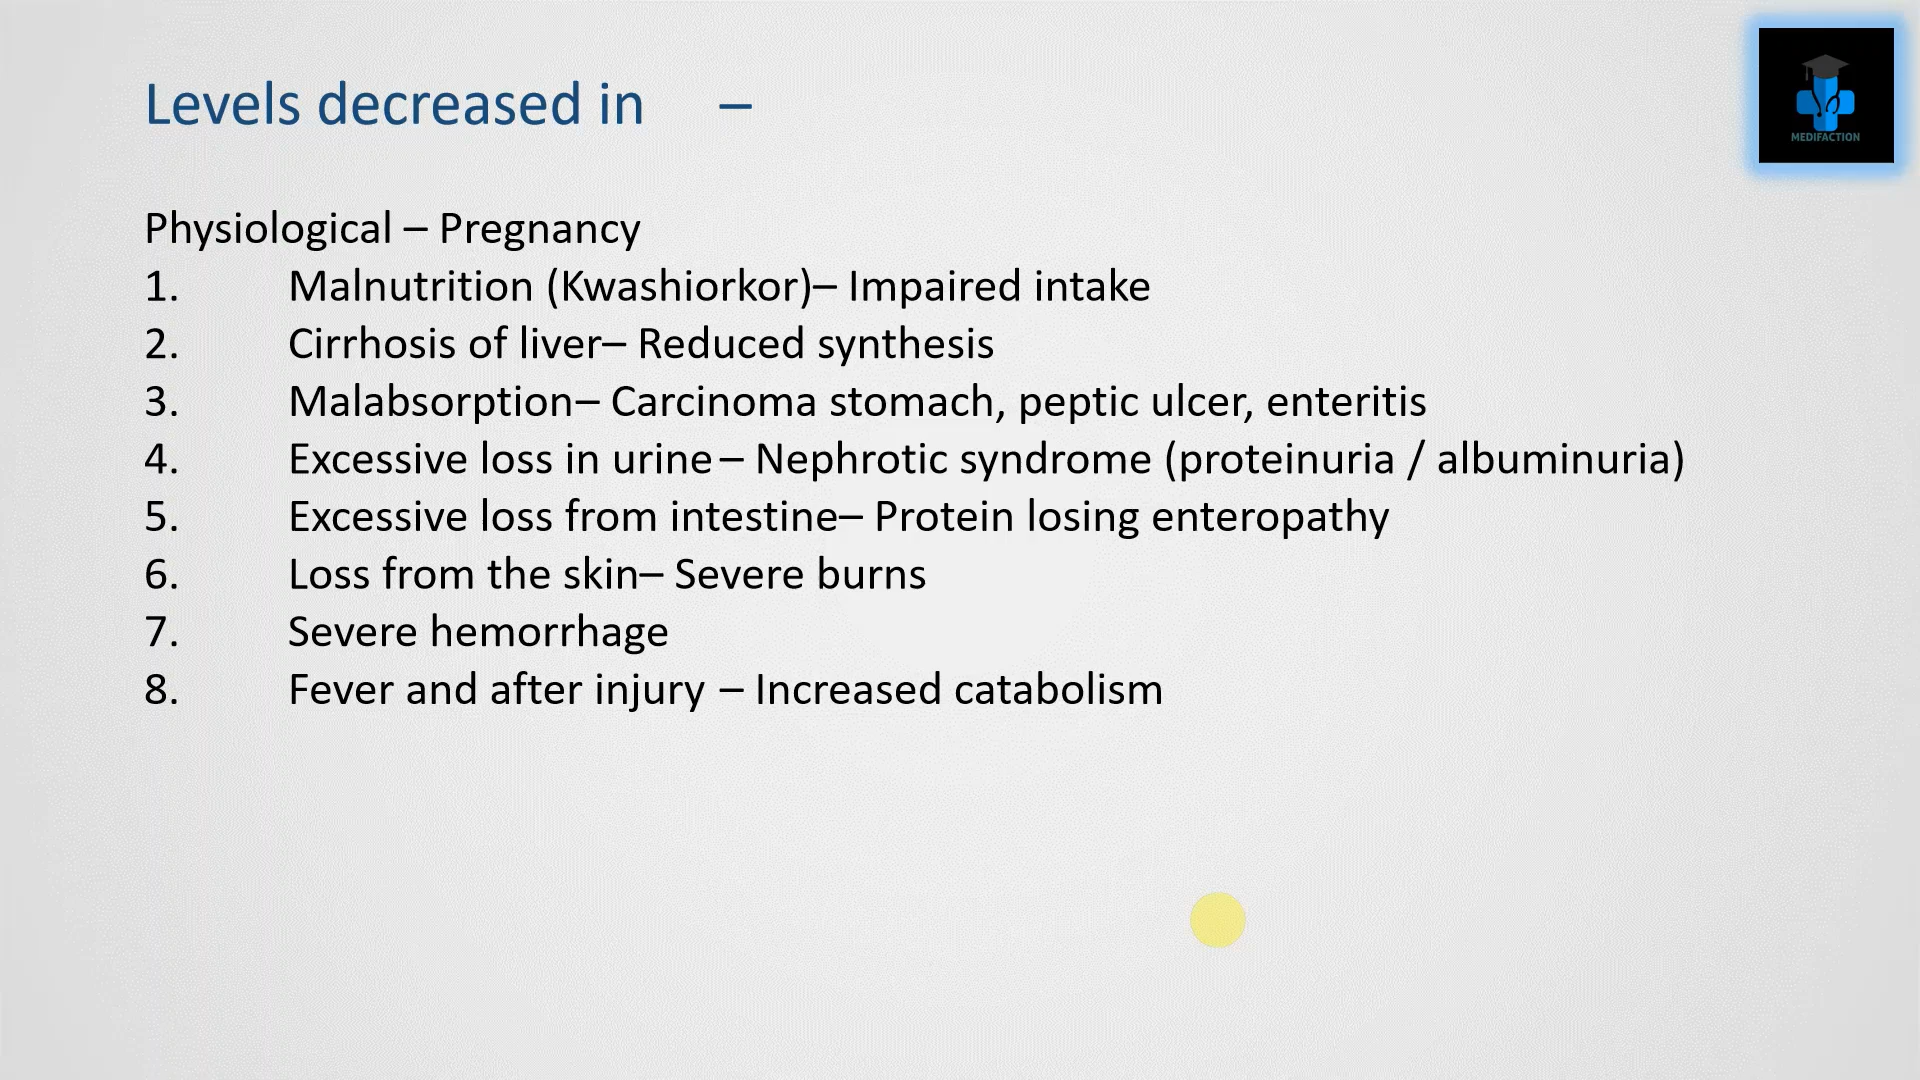 Levels decreased in –
MEDIFACTION
Physiological – Pregnancy
1. Malnutrition (Kwashiorkor)– Impaired intake
2. Cirrhosis of liver– Reduced synthesis
3. Malabsorption– Carcinoma stomach, peptic ulcer, enteritis
4. Excessive loss in urine – Nephrotic syndrome (proteinuria / albuminuria)
5. Excessive loss from intestine– Protein losing enteropathy
6. Loss from the skin– Severe burns
7. Severe hemorrhage
8. Fever and after injury – Increased catabolism